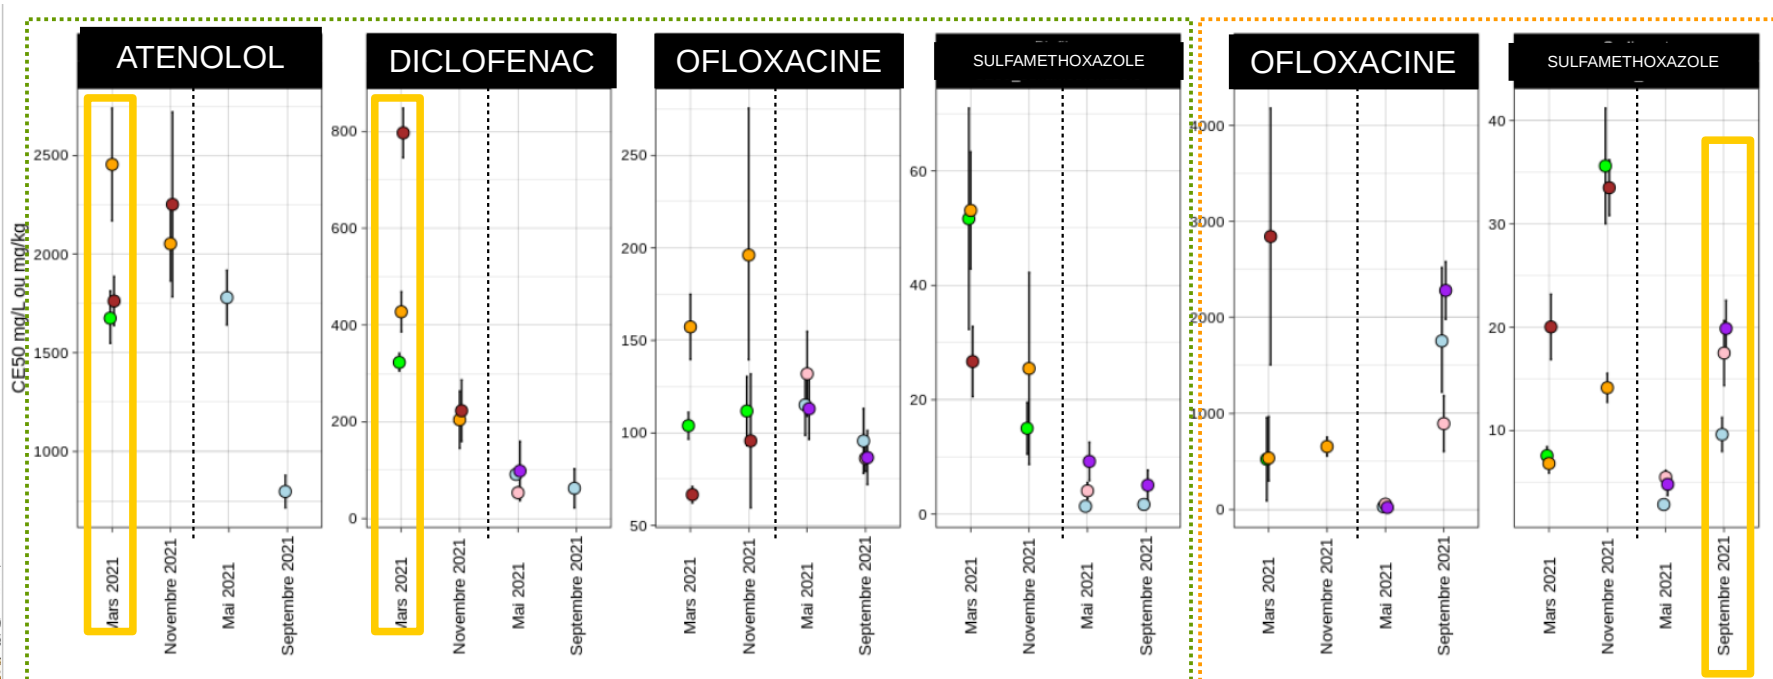 ATENOLOL
DICLOFENAC
OFLOXACINE
SULFAMETHOXAZOLE
OFLOXACINE
SULFAMETHOXAZOLE
CE50 mg/L ou mg/kg
2500
2000
1500
1000
Mars 2021
Novembre 2021
Mai 2021
Septembre 2021
800
600
400
200
0
Mars 2021
Novembre 2021
Mai 2021
Septembre 2021
250
200
150
100
50
Mars 2021
Novembre 2021
Mai 2021
Septembre 2021
60
40
20
0
Mars 2021
Novembre 2021
Mai 2021
Septembre 2021
4000
3000
2000
1000
0
Mars 2021
Novembre 2021
Mai 2021
Septembre 2021
40
30
20
10
Mars 2021
Novembre 2021
Mai 2021
Septembre 2021